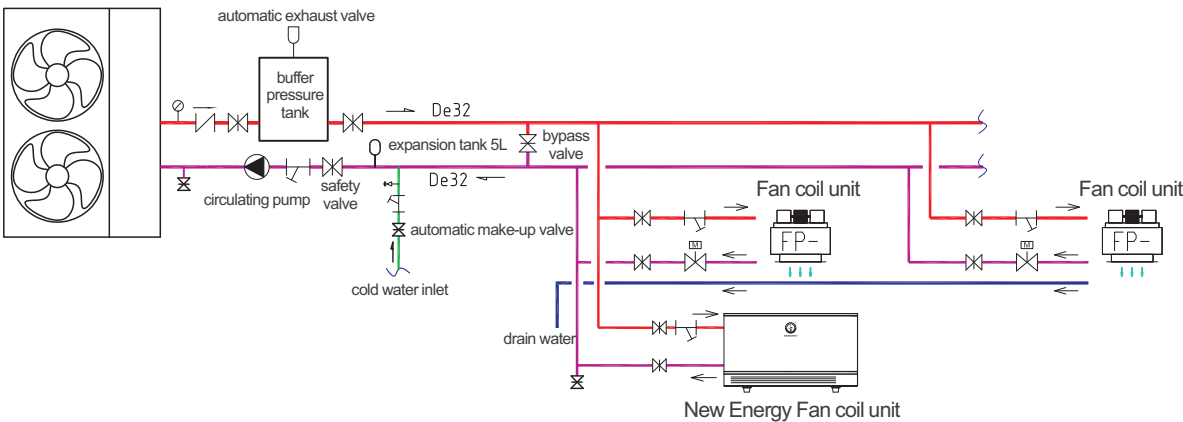 automatic exhaust valve
buffer
pressure
tank
De32
expansion tank 5L
bypass
valve
De32
safety
valve
circulating pump
Fan coil unit
Fan coil unit
automatic make-up valve
M
FP-
M
FP-
cold water inlet
drain water
New Energy Fan coil unit